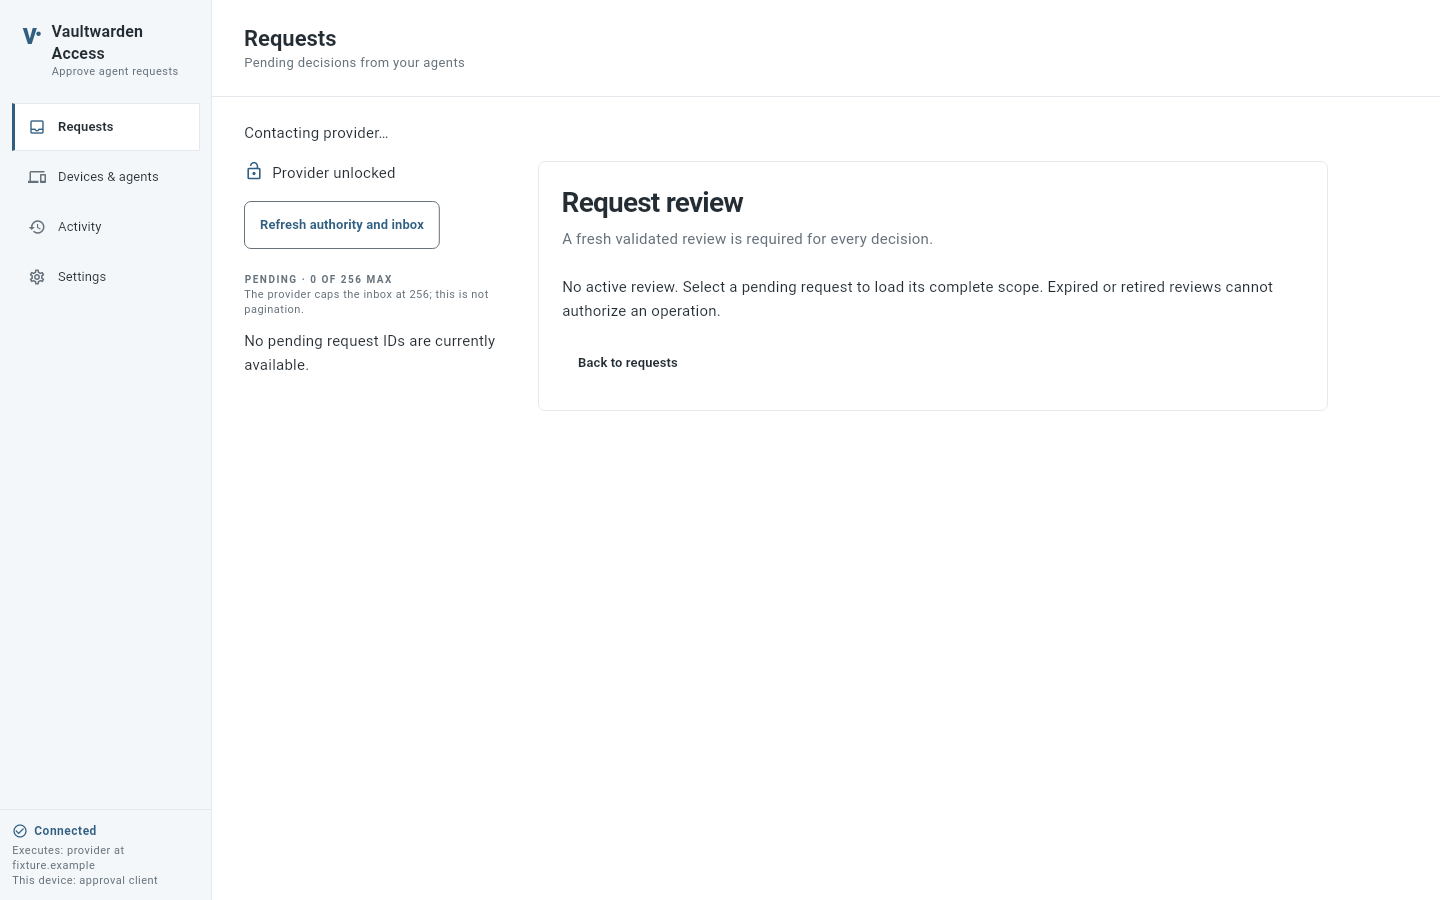 Vaultwarden
Access
Approve agent requests
Requests
Devices & agents
Activity
Settings
Connected
Executes: provider at
fixture.example
This device: approval client
Requests
Pending decisions from your agents
Contacting provider…
Provider unlocked
Refresh authority and inbox
PENDING · 0 OF 256 MAX
The provider caps the inbox at 256; this is not
pagination.
No pending request IDs are currently
available.
Request review
A fresh validated review is required for every decision.
No active review. Select a pending request to load its complete scope. Expired or retired reviews cannot
authorize an operation.
Back to requests